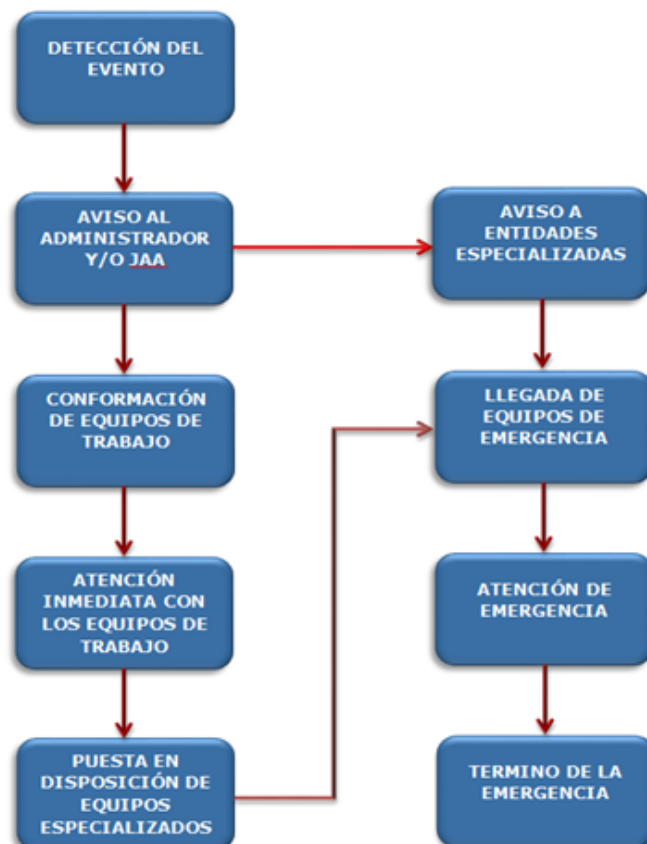 DETECCIÓN DEL
EVENTO
AVISO AL
ADMINISTRADOR
Y/O JAA
CONFORMACIÓN
DE EQUIPOS DE
TRABAJO
ATENCIÓN
INMEDIATA CON
LOS EQUIPOS DE
TRABAJO
PUESTA EN
DISPOSICIÓN DE
EQUIPOS
ESPECIALIZADOS
AVISO A
ENTIDADES
ESPECIALIZADAS
LLEGADA DE
EQUIPOS DE
EMERGENCIA
ATENCIÓN DE
EMERGENCIA
TERMINO DE LA
EMERGENCIA